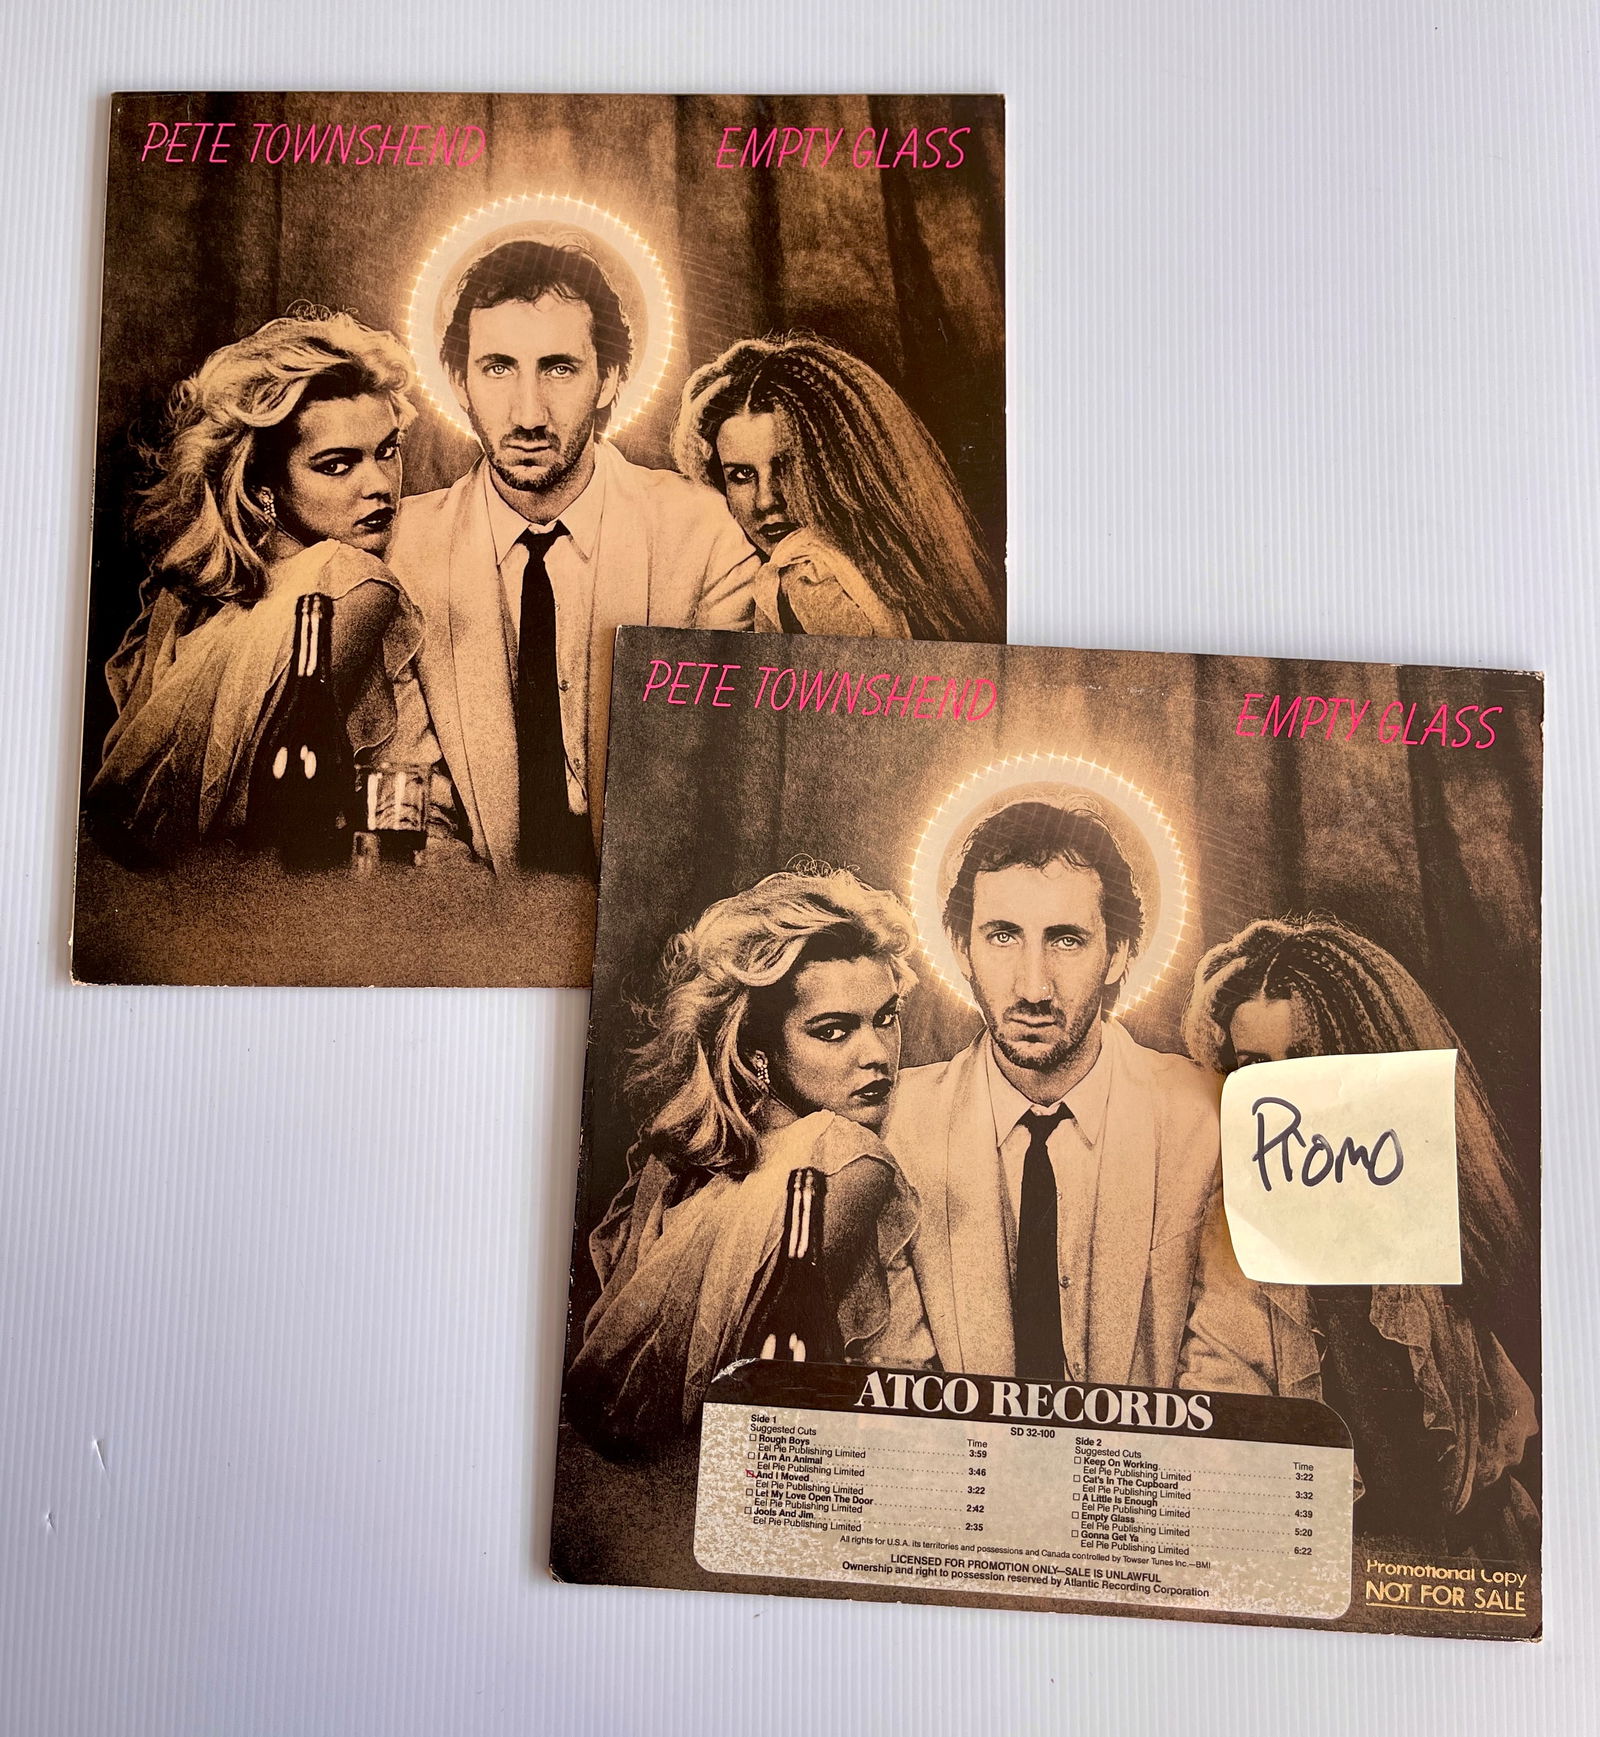 PETE TOWNSHEND EMPTY GLASS
PETE TOWNSHEND EMPTY GLASS
Promo
ATCO RECORDS
SD 32-100
Side 1
Suggested Cuts
Time
Rough Boys 3:59
Eel Pie Publishing Limited
I Am An Animal 3:46
Eel Pie Publishing Limited
And I Moved 3:22
Eel Pie Publishing Limited
Let My Love Open The Door 2:42
Eel Pie Publishing Limited
Jools And Jim 2:35
Eel Pie Publishing Limited
Side 2
Suggested Cuts
Time
Keep On Working 3:22
Eel Pie Publishing Limited
Cat's In The Cupboard 3:32
Eel Pie Publishing Limited
A Little Is Enough 4:39
Eel Pie Publishing Limited
Empty Glass 5:20
Eel Pie Publishing Limited
Gonna Get Ya 6:22
Eel Pie Publishing Limited
All rights for U.S.A. its territories and possessions and Canada controlled by Towser Tunes Inc.—BMI
LICENSED FOR PROMOTION ONLY—SALE IS UNLAWFUL
Ownership and right to possession reserved by Atlantic Recording Corporation
Promotional Copy
NOT FOR SALE